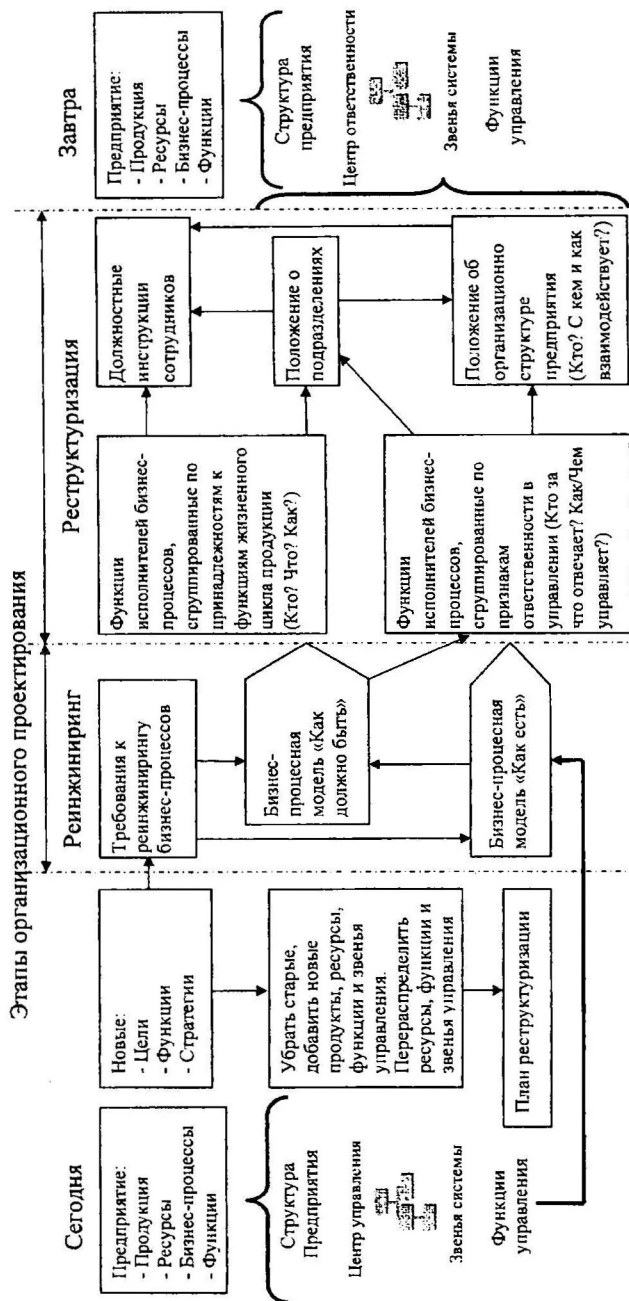 Этапы организационного проектирования
Сегодня
Реинжиниринг
Реструктуризация
Завтра
Предприятие:
- Продукция
- Ресурсы
- Бизнес-процессы
- Функции
Структура
Предприятия
Центр управления
Звенья системы
Функции
управления
Новые:
- Цели
- Функции
- Стратегии
Убрать старые,
добавить новые
продукты, ресурсы,
функции и звенья
управления.
Перераспределить
ресурсы, функции и
звенья управления
План реструктуризации
Требования к
реинжинирингу
бизнес-процессов
Бизнес-
процесная
модель «Как
должно быть»
Бизнес-процесная
модель «Как есть»
Функции
исполнителей бизнес-
процессов,
сгруппированные по
принадлежностям к
функциям жизненного
цикла продукции
(Кто? Что? Как?)
Функции
исполнителей бизнес-
процессов,
сгруппированные по
признакам
ответственности в
управлении (Кто за
что отвечает? Как/Чем
управляет?)
Должностные
инструкции
сотрудников
Положение о
подразделениях
Положение об
организационно
структуре
предприятия
(Кто? С кем и как
взаимодействует?)
Предприятие:
- Продукция
- Ресурсы
- Бизнес-процессы
- Функции
Структура
предприятия
Центр ответственности
Звенья системы
Функции
управления